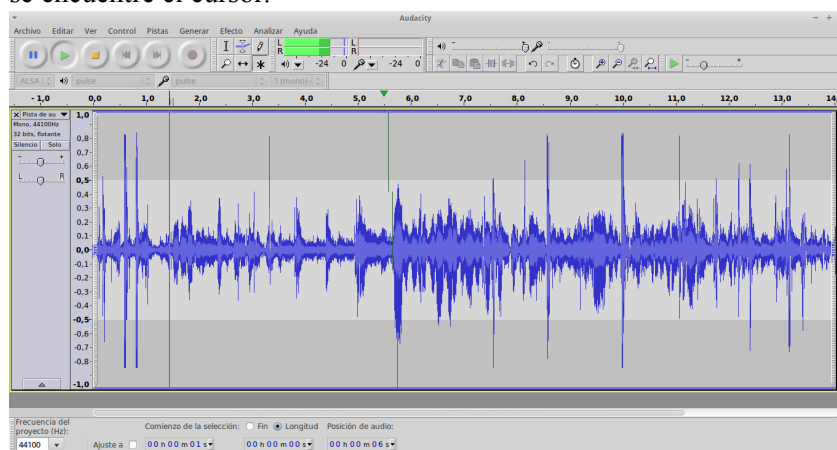 se encuentre el cursor.
Audacity
Archivo Editar Ver Control Pistas Generar Efecto Analizar Ayuda
L
R
L
R
-24 0 -24 0
ALSA pulse pulse 1 (mono)
- 1,0 0,0 1,0 2,0 3,0 4,0 5,0 6,0 7,0 8,0 9,0 10,0 11,0 12,0 13,0 14,
X Pista de au
Mono, 44100Hz
32 bits, flotante
Silencio Solo
- +
L R
1,0
0,8
0,7
0,6
0,5
0,4
0,3
0,2
0,1
0,0
-0,1
-0,2
-0,3
-0,4
-0,5
-0,6
-0,7
-0,8
-1,0
Frecuencia del
proyecto (Hz):
44100
Ajuste a
Comienzo de la selección: Fin Longitud Posición de audio:
00 h 00 m 01 s 00 h 00 m 00 s 00 h 00 m 06 s